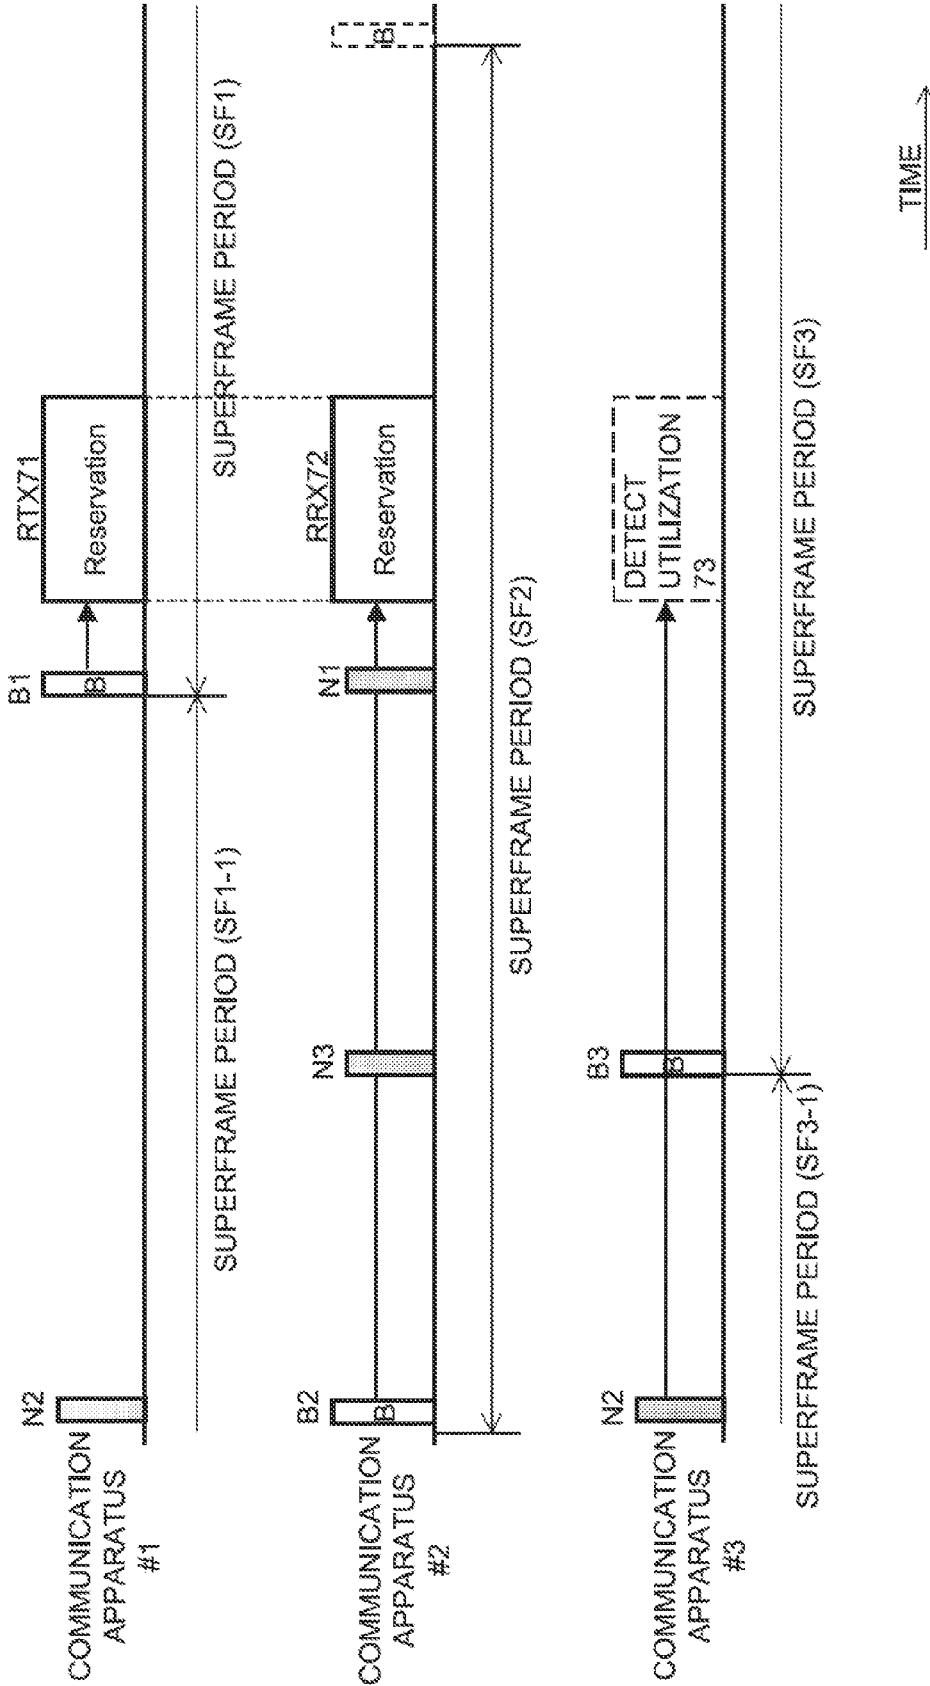 COMMUNICATION
APPARATUS
#1
N2
B1
B
RTX71
Reservation
SUPERFRAME PERIOD (SF1-1)
SUPERFRAME PERIOD (SF1)
COMMUNICATION
APPARATUS
#2
B2
B
N3
N1
RRX72
Reservation
B
SUPERFRAME PERIOD (SF2)
COMMUNICATION
APPARATUS
#3
N2
B3
B
DETECT
UTILIZATION
73
SUPERFRAME PERIOD (SF3-1)
SUPERFRAME PERIOD (SF3)
TIME